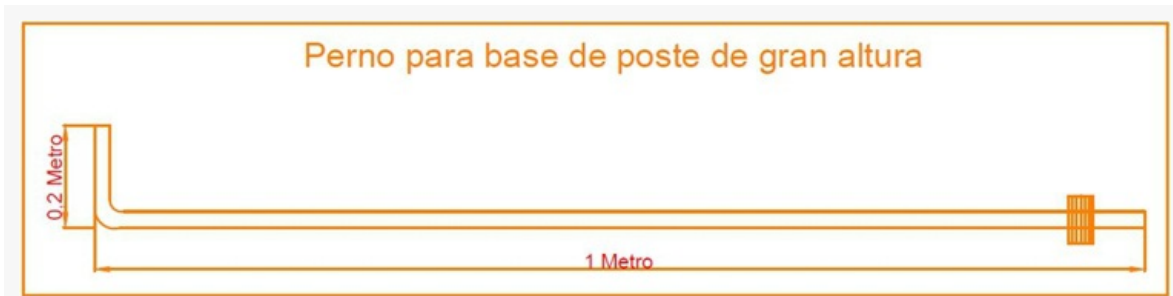 Perno para base de poste de gran altura
0.2 Metro
1 Metro